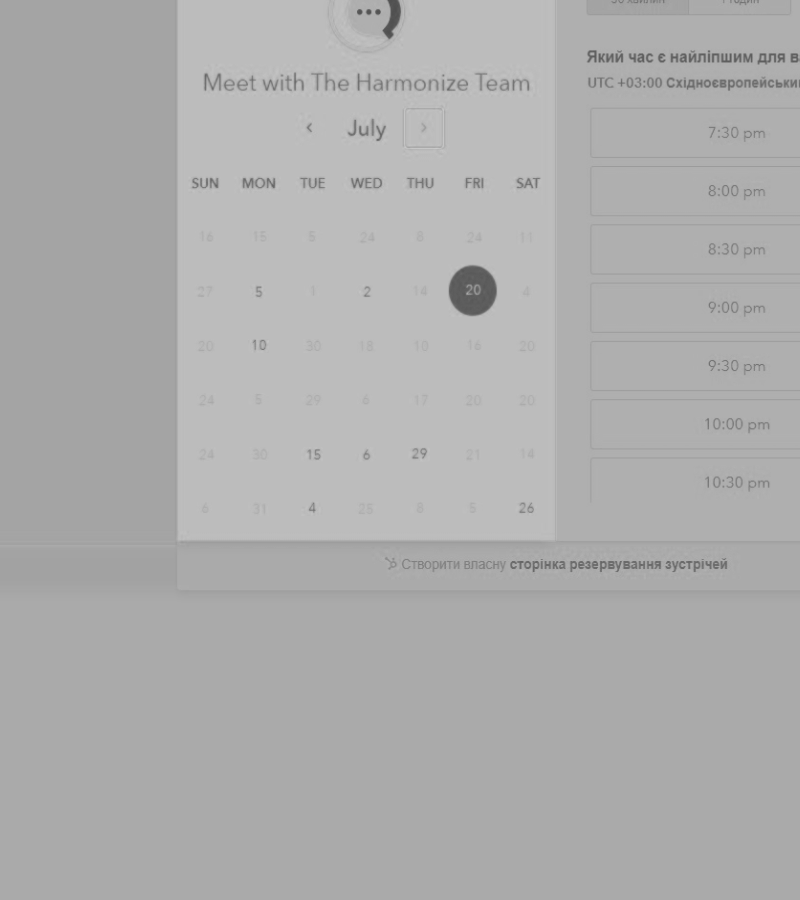 Meet with The Harmonize Team
July
SUN MON TUE WED THU FRI SAT
16 15 5 24 8 24 11
27 5 1 2 14 20 4
20 10 30 18 10 16 20
24 5 29 6 17 20 20
24 30 15 6 29 21 14
6 31 4 25 8 5 26
Який час є найліпшим для
UTC +03:00
7:30 pm
8:00 pm
8:30 pm
9:00 pm
9:30 pm
10:00 pm
10:30 pm
Створити власну сторінка резервування зустрічей